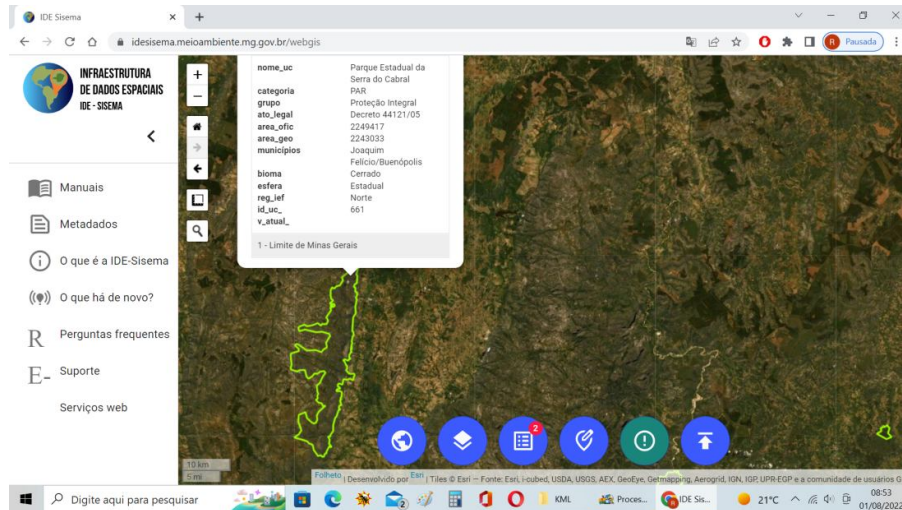 IDE Sisema
idesisema.meioambiente.mg.gov.br/webgis
R
Pausada
INFRAESTRUTURA
DE DADOS ESPACIAIS
IDE - SISEMA
Manuais
Metadados
O que é a IDE-Sisema
O que há de novo?
R Perguntas frequentes
E- Suporte
Serviços web
nome_uc Parque Estadual da
Serra do Cabral
categoria PAR
grupo Proteção Integral
ato_legal Decreto 44121/05
area_ofic 2249417
area_geo 2243033
municípios Joaquim
Felício/Buenópolis
bioma Cerrado
esfera Estadual
reg_ief Norte
id_uc_ 661
v_atual_
1 - Limite de Minas Gerais
2
10 km
5 mi
Folheto | Desenvolvido por Esri | Tiles © Esri — Fonte: Esri, i-cubed, USDA, USGS, AEX, GeoEye, Getmapping, Aerogrid, IGN, IGP, UPR-EGP e a comunidade de usuários G
Digite aqui para pesquisar
2
KML
Proces...
IDE Sis...
21°C
08:53
01/08/2022